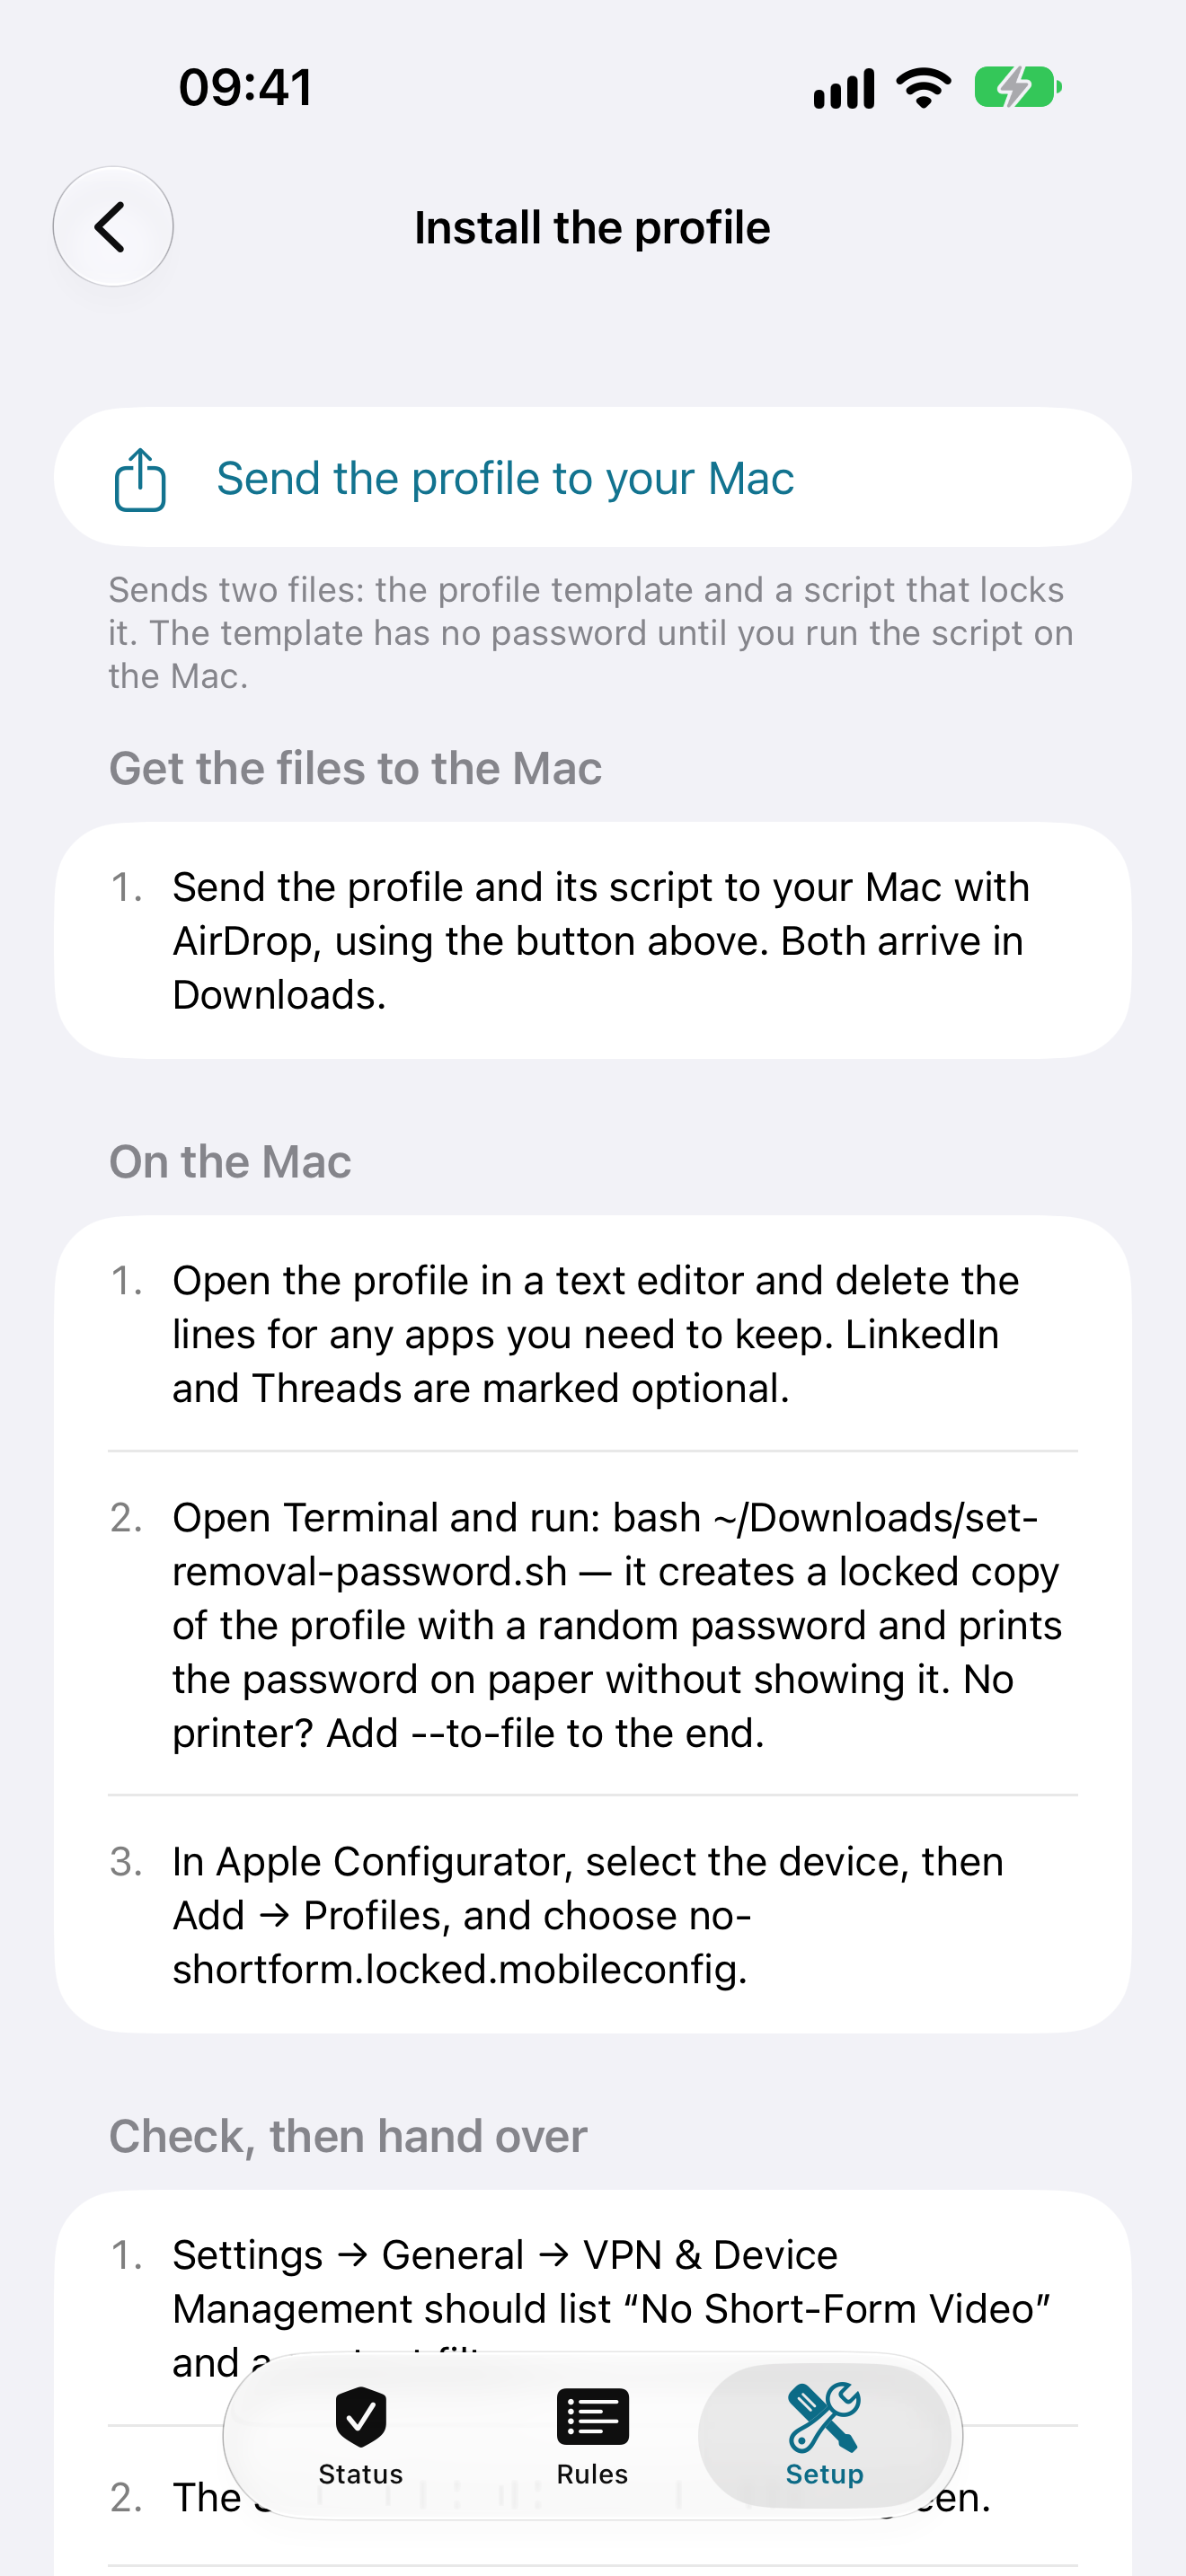 09:41
Install the profile
Send the profile to your Mac
Sends two files: the profile template and a script that locks
it. The template has no password until you run the script on
the Mac.
Get the files to the Mac
1. Send the profile and its script to your Mac with
AirDrop, using the button above. Both arrive in
Downloads.
On the Mac
1. Open the profile in a text editor and delete the
lines for any apps you need to keep. LinkedIn
and Threads are marked optional.
2. Open Terminal and run: bash ~/Downloads/set-
removal-password.sh — it creates a locked copy
of the profile with a random password and prints
the password on paper without showing it. No
printer? Add --to-file to the end.
3. In Apple Configurator, select the device, then
Add → Profiles, and choose no-
shortform.locked.mobileconfig.
Check, then hand over
1. Settings → General → VPN & Device
Management should list “No Short-Form Video”
and
2. The
Status
Rules
Setup